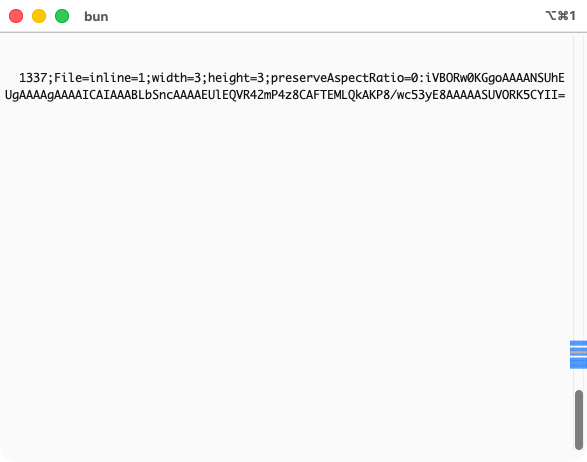 bun
⌥⌘1
1337;File=inline=1;width=3;height=3;preserveAspectRatio=0:iVBORw0KGgoAAAANSUhE
UgAAAAgAAAAICAIAAABLbSncAAAAEUlEQVR42mP4z8CAFTEMLQkAKP8/wc53yE8AAAAASUVORK5CYII=